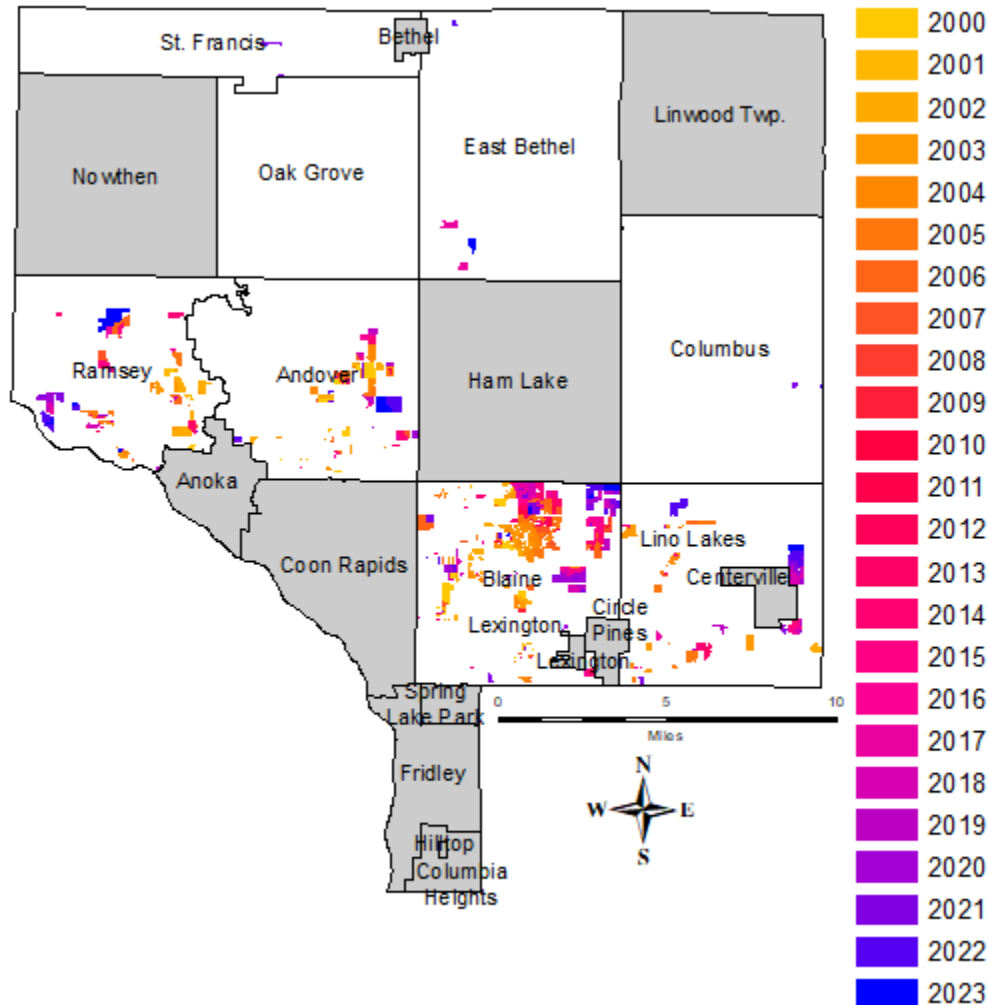 St. Francis
Bethel
Linwood Twp.
East Bethel
Nowthen
Oak Grove
Columbus
Ramsey
Andover
Ham Lake
Anoka
Coon Rapids
Lino Lakes
Blaine
Centerville
Circle
Pines
Lexington
Lexington
Spring
Lake Park
0
5
10
Miles
Fridley
N
W
E
S
Hilltop
Columbia
Heights
2000
2001
2002
2003
2004
2005
2006
2007
2008
2009
2010
2011
2012
2013
2014
2015
2016
2017
2018
2019
2020
2021
2022
2023